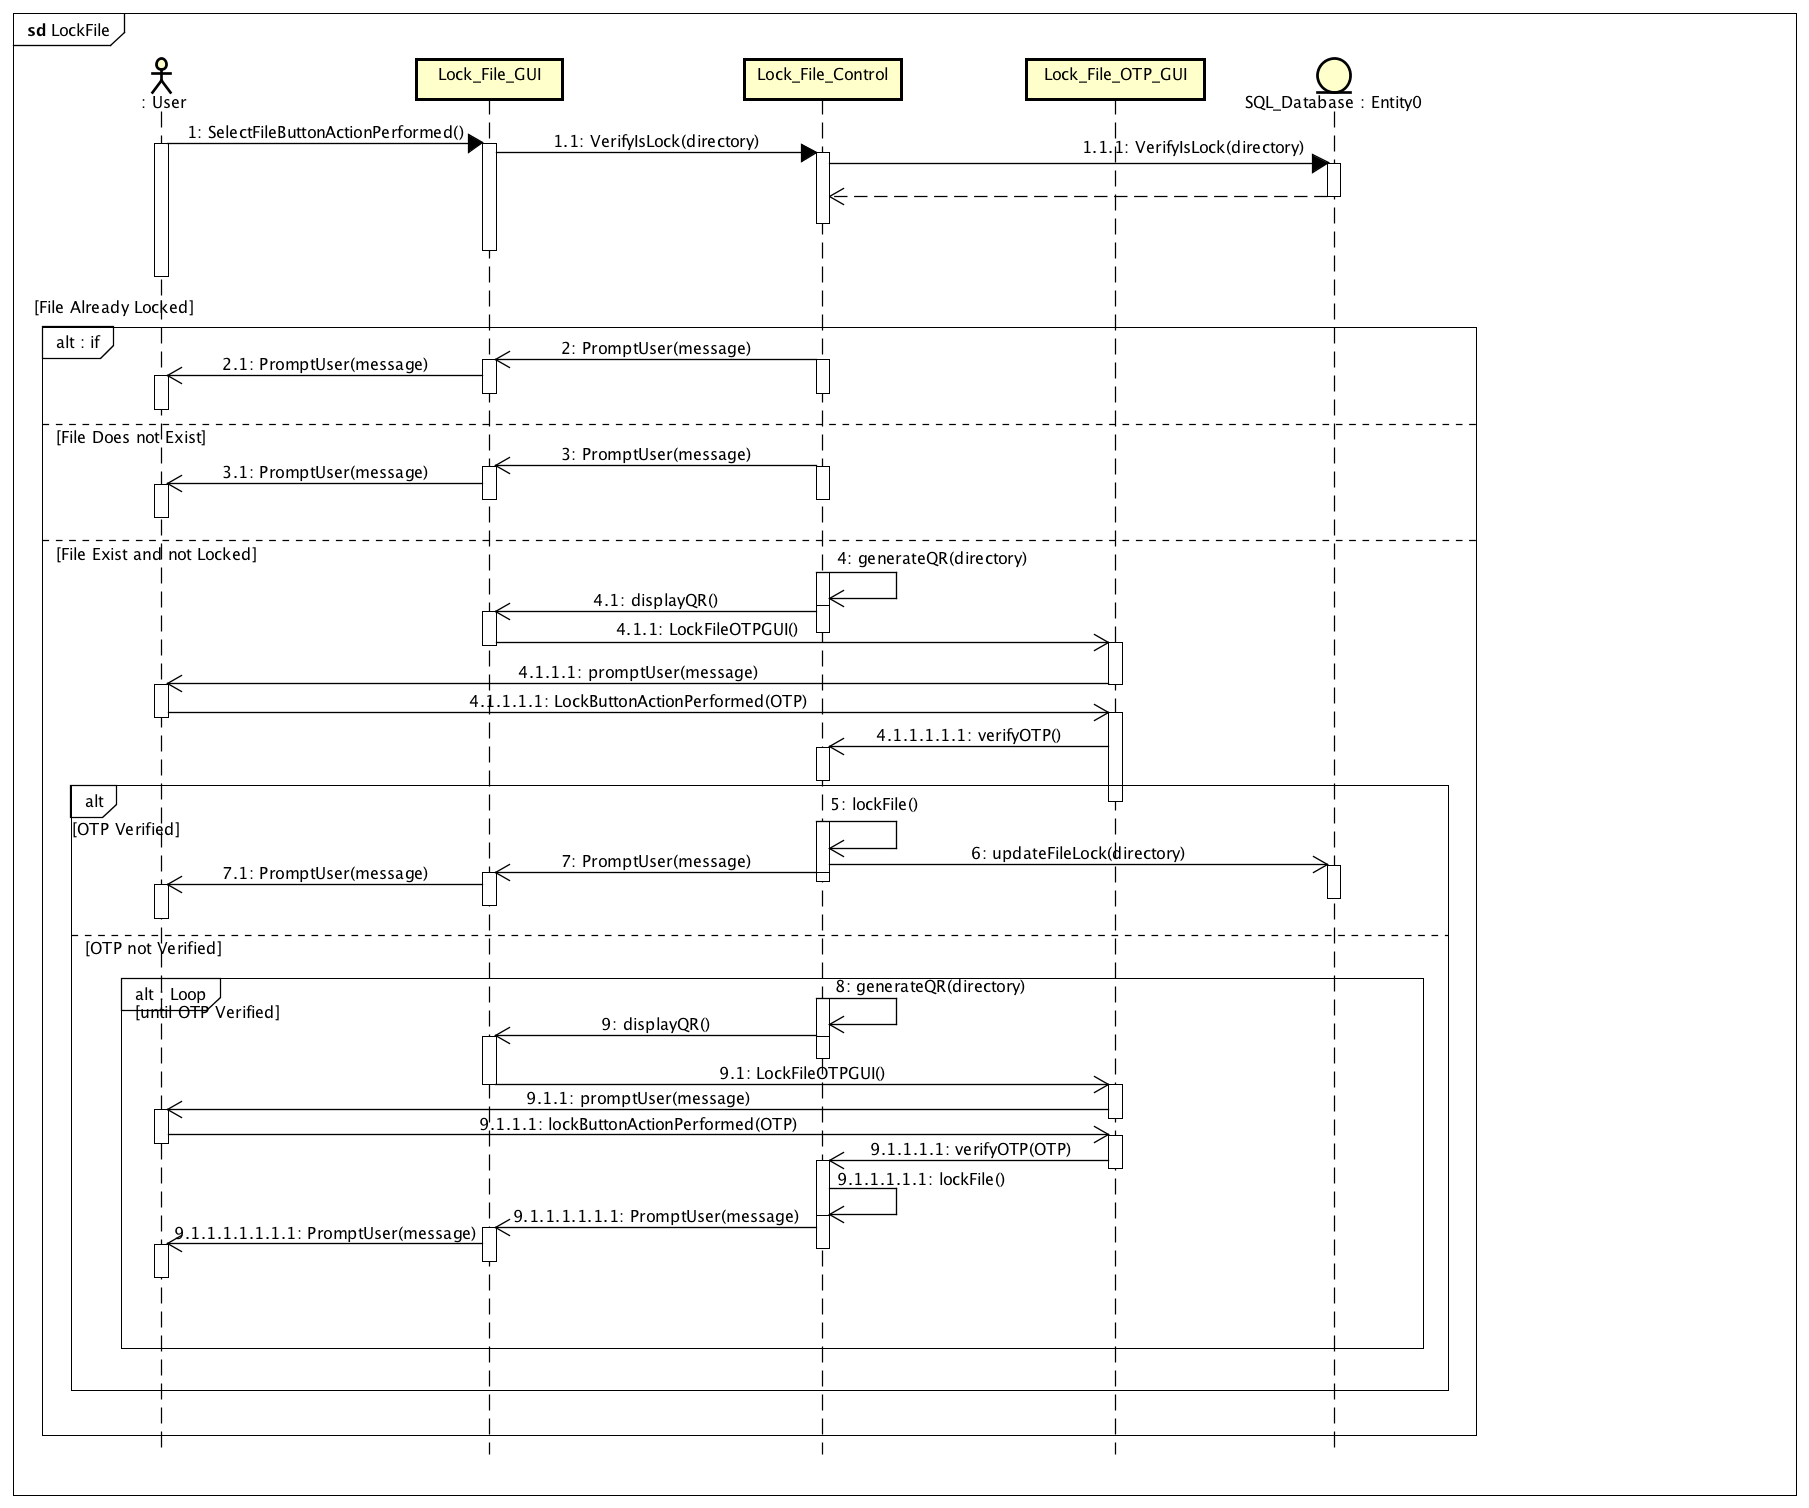 sd LockFile
: User
Lock_File_GUI
Lock_File_Control
Lock_File_OTP_GUI
SQL_Database : Entity0
1: SelectFileButtonActionPerformed()
1.1: VerifyIsLock(directory)
1.1.1: VerifyIsLock(directory)
[File Already Locked]
alt : if
2: PromptUser(message)
2.1: PromptUser(message)
[File Does not Exist]
3: PromptUser(message)
3.1: PromptUser(message)
[File Exist and not Locked]
4: generateQR(directory)
4.1: displayQR()
4.1.1: LockFileOTPGUI()
4.1.1.1: promptUser(message)
4.1.1.1.1: LockButtonActionPerformed(OTP)
4.1.1.1.1.1: verifyOTP()
alt
5: lockFile()
[OTP Verified]
6: updateFileLock(directory)
7: PromptUser(message)
7.1: PromptUser(message)
[OTP not Verified]
alt : Loop
8: generateQR(directory)
[until OTP Verified]
9: displayQR()
9.1: LockFileOTPGUI()
9.1.1: promptUser(message)
9.1.1.1: lockButtonActionPerformed(OTP)
9.1.1.1.1: verifyOTP(OTP)
9.1.1.1.1.1: lockFile()
9.1.1.1.1.1.1: PromptUser(message)
9.1.1.1.1.1.1.1: PromptUser(message)